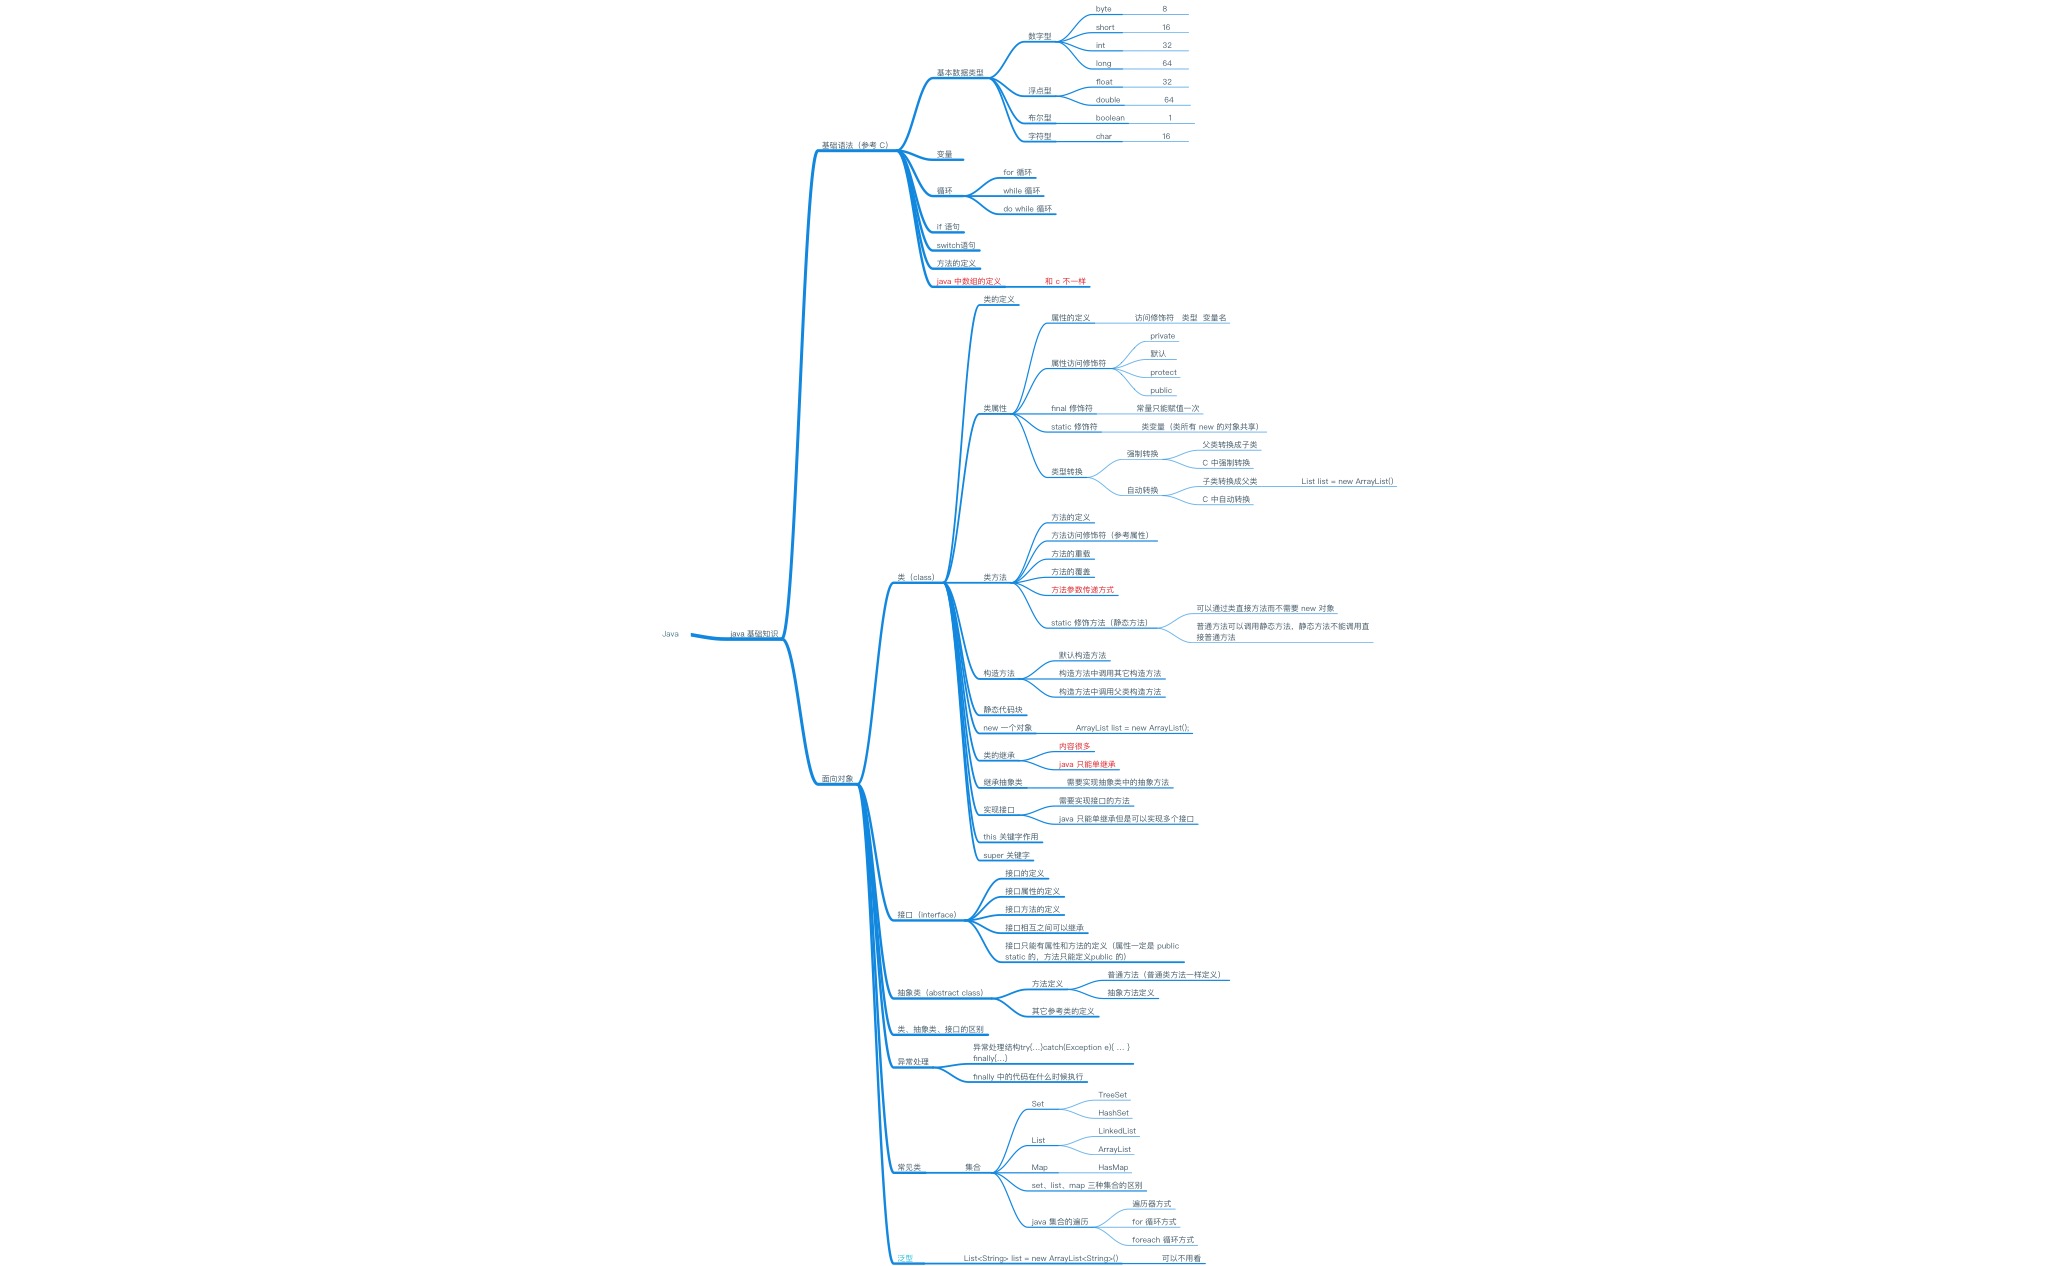 Java
java 基础知识
基础语法（参考 C）
基本数据类型
数字型
byte 8
short 16
int 32
long 64
浮点型
float 32
double 64
布尔型
boolean 1
字符型
char 16
变量
循环
for 循环
while 循环
do while 循环
if 语句
switch语句
方法的定义
java 中数组的定义 和 c 不一样
面向对象
类（class）
类的定义
类属性
属性的定义 访问修饰符 类型 变量名
属性访问修饰符
private
默认
protect
public
final 修饰符 常量只能赋值一次
static 修饰符 类变量（类所有 new 的对象共享）
类型转换
强制转换
父类转换成子类
C 中强制转换
自动转换
子类转换成父类 List list = new ArrayList()
C 中自动转换
类方法
方法的定义
方法访问修饰符（参考属性）
方法的重载
方法的覆盖
方法参数传递方式
static 修饰方法（静态方法）
可以通过类直接方法而不需要 new 对象
普通方法可以调用静态方法、静态方法不能调用直
接普通方法
构造方法
默认构造方法
构造方法中调用其它构造方法
构造方法中调用父类构造方法
静态代码块
new 一个对象 ArrayList list = new ArrayList();
类的继承
内容很多
java 只能单继承
继承抽象类 需要实现抽象类中的抽象方法
实现接口
需要实现接口的方法
java 只能单继承但是可以实现多个接口
this 关键字作用
super 关键字
接口（interface）
接口的定义
接口属性的定义
接口方法的定义
接口相互之间可以继承
接口只能有属性和方法的定义（属性一定是 public
static 的、方法只能定义public 的）
抽象类（abstract class）
方法定义
普通方法（普通类方法一样定义）
抽象方法定义
其它参考类的定义
类、抽象类、接口的区别
异常处理
异常处理结构try{...}catch(Exception e){ ... }
finally{...}
finally 中的代码在什么时候执行
常见类
集合
Set
TreeSet
HashSet
List
LinkedList
ArrayList
Map HasMap
set、list、map 三种集合的区别
java 集合的遍历
遍历器方式
for 循环方式
foreach 循环方式
泛型 List<String> list = new ArrayList<String>() 可以不用看